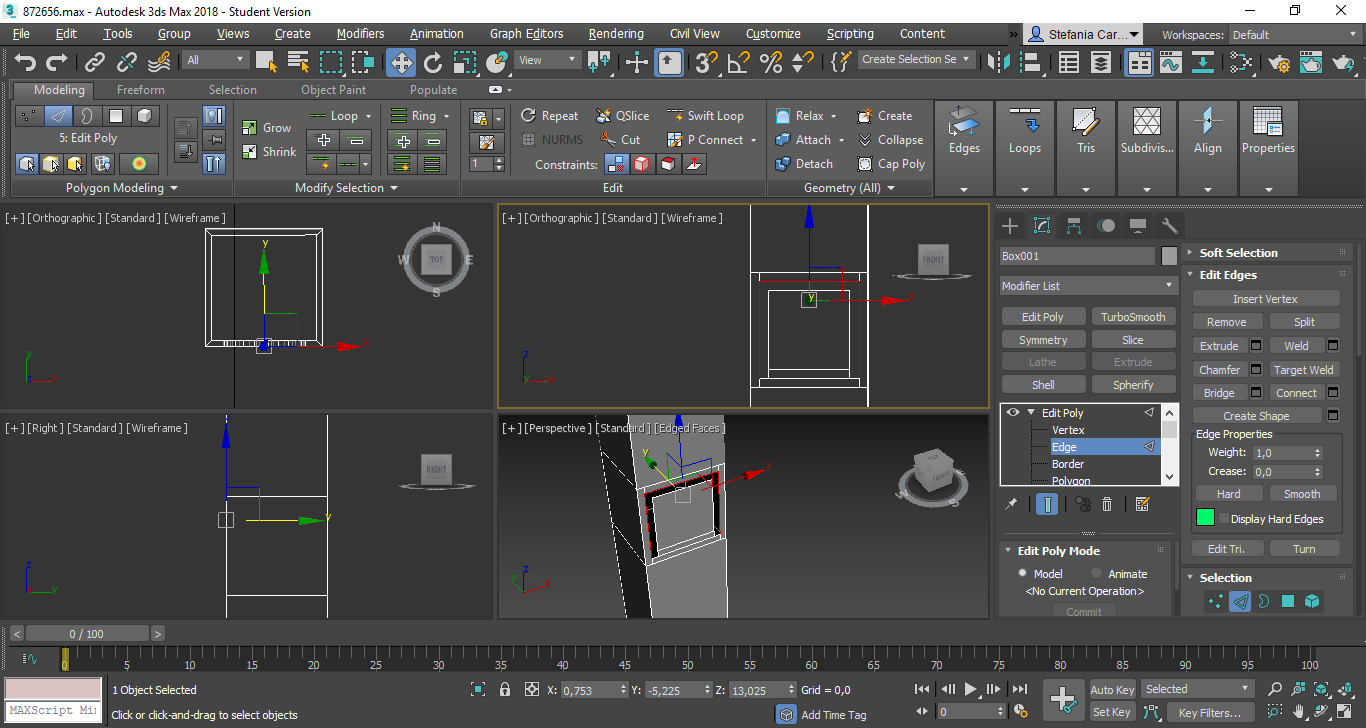 872656.max - Autodesk 3ds Max 2018 - Student Version
File Edit Tools Group Views Create Modifiers Animation Graph Editors Rendering Civil View Customize Scripting Content » Stefania Car... Workspaces: Default
All View 3 Create Selection Se
Modeling Freeform Selection Object Paint Populate
5: Edit Poly
Polygon Modeling
Grow Loop Ring
Shrink
Modify Selection
1
Repeat QSlice Swift Loop
NURMS Cut P Connect
Constraints:
Edit
Relax Create
Attach Collapse
Detach Cap Poly
Geometry (All)
Edges Loops Tris Subdivis... Align Properties
[+] [Orthographic] [Standard] [Wireframe]
N W E S TOP
y x
y z x
[+] [Orthographic] [Standard] [Wireframe]
FRONT
y x
z y x
[+] [Right] [Standard] [Wireframe]
RIGHT
y
z y
[+] [Perspective] [Standard] [Edged Faces]
TOP FRONT W S
y x
z y x
Box001
Modifier List
Edit Poly TurboSmooth
Symmetry Slice
Lathe Extrude
Shell Spherify
Edit Poly
Vertex
Edge
Border
Polygon
Edit Poly Mode
Model Animate
<No Current Operation>
Commit
Soft Selection
Edit Edges
Insert Vertex
Remove Split
Extrude Weld
Chamfer Target Weld
Bridge Connect
Create Shape
Edge Properties
Weight: 1,0
Crease: 0,0
Hard Smooth
Display Hard Edges
Edit Tri. Turn
Selection
< 0 / 100 >
0 5 10 15 20 25 30 35 40 45 50 55 60 65 70 75 80 85 90 95 100
1 Object Selected X: 0,753 Y: -5,225 Z: 13,025 Grid = 0,0 Auto Key Selected
MAXScript Mi Click or click-and-drag to select objects Add Time Tag 0 Set Key Key Filters...